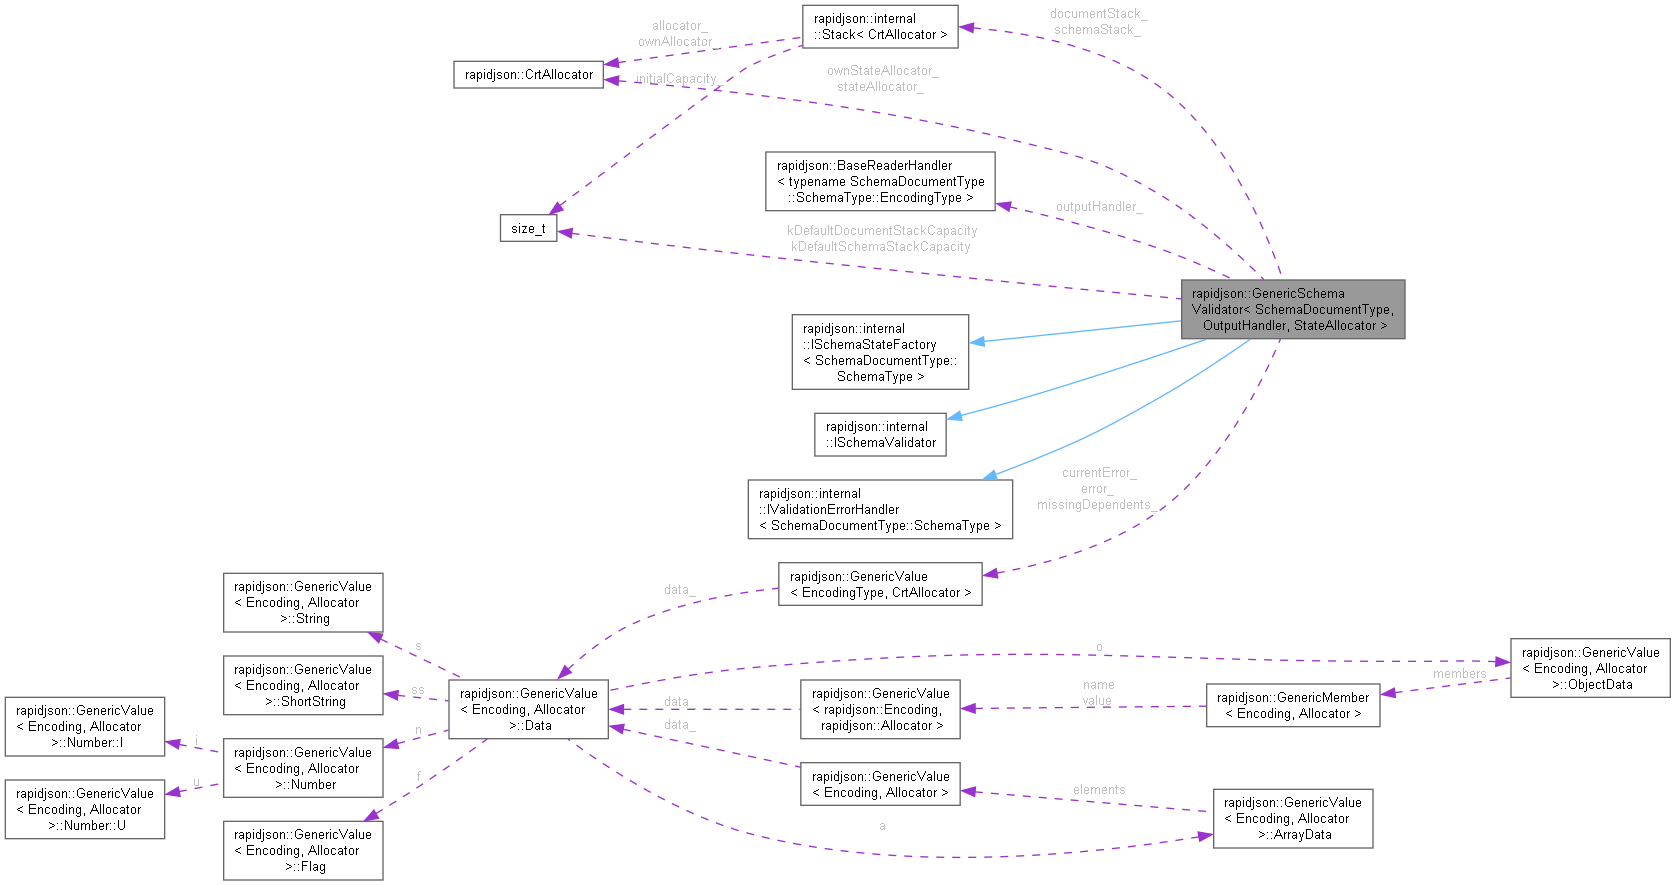 rapidjson::internal
::Stack< CrtAllocator >
documentStack_
schemaStack_
allocator_
ownAllocator_
rapidjson::CrtAllocator
initialCapacity_
ownStateAllocator_
stateAllocator_
rapidjson::BaseReaderHandler
< typename SchemaDocumentType
::SchemaType::EncodingType >
outputHandler_
size_t
kDefaultDocumentStackCapacity
kDefaultSchemaStackCapacity
rapidjson::GenericSchema
Validator< SchemaDocumentType,
OutputHandler, StateAllocator >
rapidjson::internal
::ISchemaStateFactory
< SchemaDocumentType::
SchemaType >
rapidjson::internal
::ISchemaValidator
rapidjson::internal
::IValidationErrorHandler
< SchemaDocumentType::SchemaType >
currentError_
error_
missingDependents_
rapidjson::GenericValue
< EncodingType, CrtAllocator >
data_
rapidjson::GenericValue
< Encoding, Allocator
>::String
s
rapidjson::GenericValue
< Encoding, Allocator
>::ShortString
ss
rapidjson::GenericValue
< Encoding, Allocator
>::Data
o
rapidjson::GenericValue
< Encoding, Allocator
>::ObjectData
members
rapidjson::GenericMember
< Encoding, Allocator >
name
value
rapidjson::GenericValue
< rapidjson::Encoding,
rapidjson::Allocator >
data_
rapidjson::GenericValue
< Encoding, Allocator
>::Number::I
i
rapidjson::GenericValue
< Encoding, Allocator
>::Number
n
data_
rapidjson::GenericValue
< Encoding, Allocator >
elements
rapidjson::GenericValue
< Encoding, Allocator
>::Number::U
u
f
rapidjson::GenericValue
< Encoding, Allocator
>::Flag
a
rapidjson::GenericValue
< Encoding, Allocator
>::ArrayData